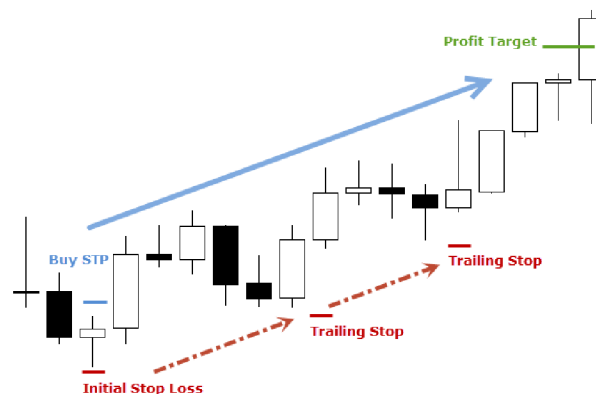 Profit Target
Buy STP
Trailing Stop
Trailing Stop
Initial Stop Loss